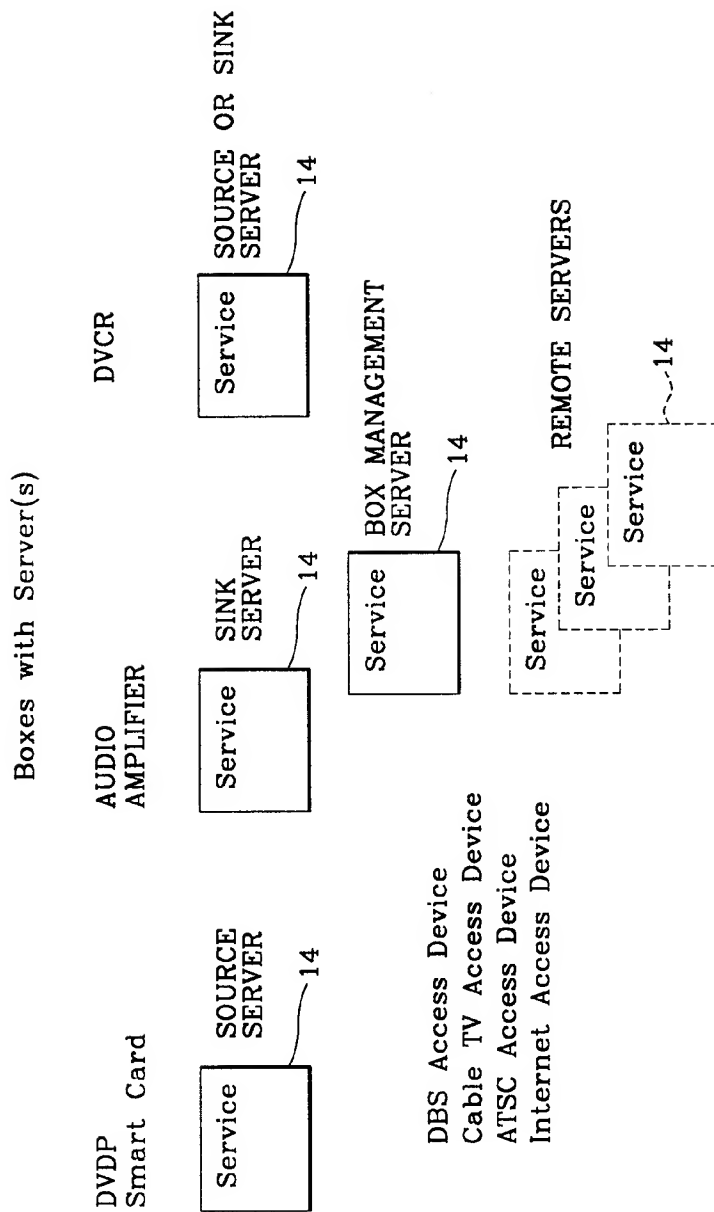 Boxes with Server(s)
DVDP
Smart Card
Service
SOURCE
SERVER
14
AUDIO
AMPLIFIER
Service
SINK
SERVER
14
DVCR
Service
SOURCE OR SINK
SERVER
14
DBS Access Device
Cable TV Access Device
ATSC Access Device
Internet Access Device
Service
BOX MANAGEMENT
SERVER
14
Service
Service
Service
REMOTE SERVERS
14